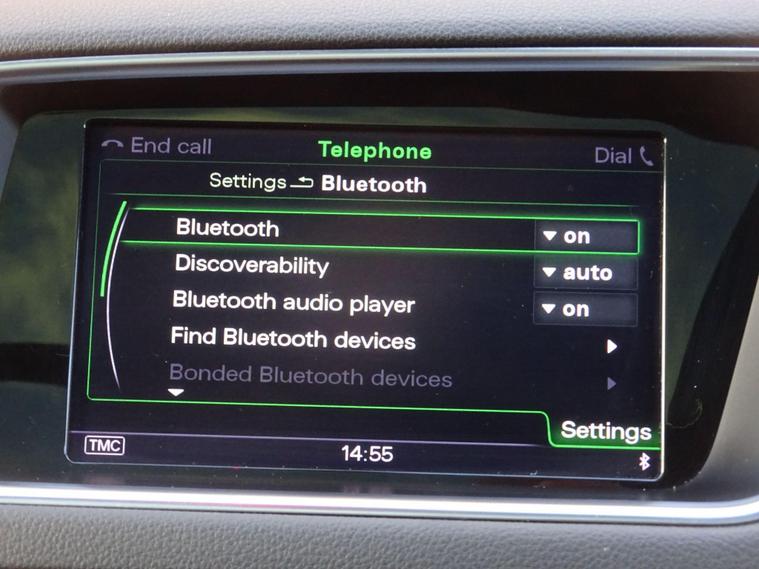 End call
Telephone
Dial
Settings Bluetooth
Bluetooth on
Discoverability auto
Bluetooth audio player on
Find Bluetooth devices
Bonded Bluetooth devices
Settings
TMC
14:55